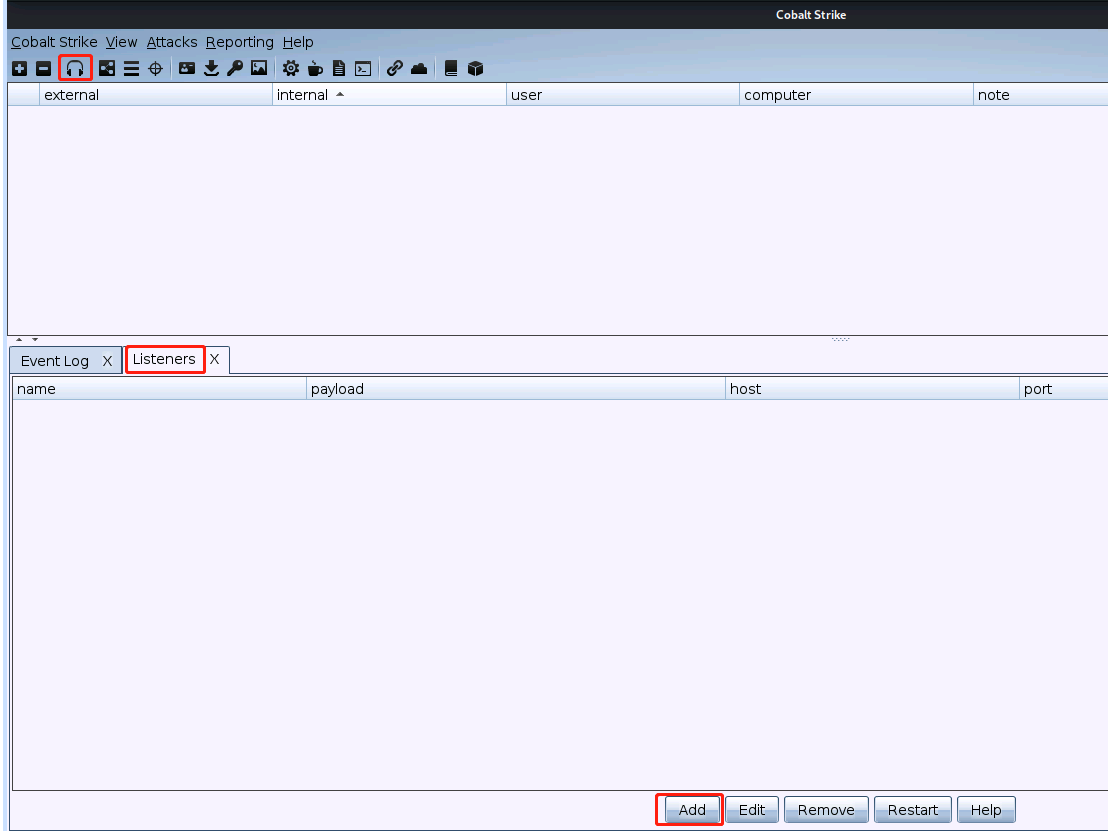 Cobalt Strike
Cobalt Strike View Attacks Reporting Help
external internal user computer note
Event Log X Listeners X
name payload host port
Add Edit Remove Restart Help